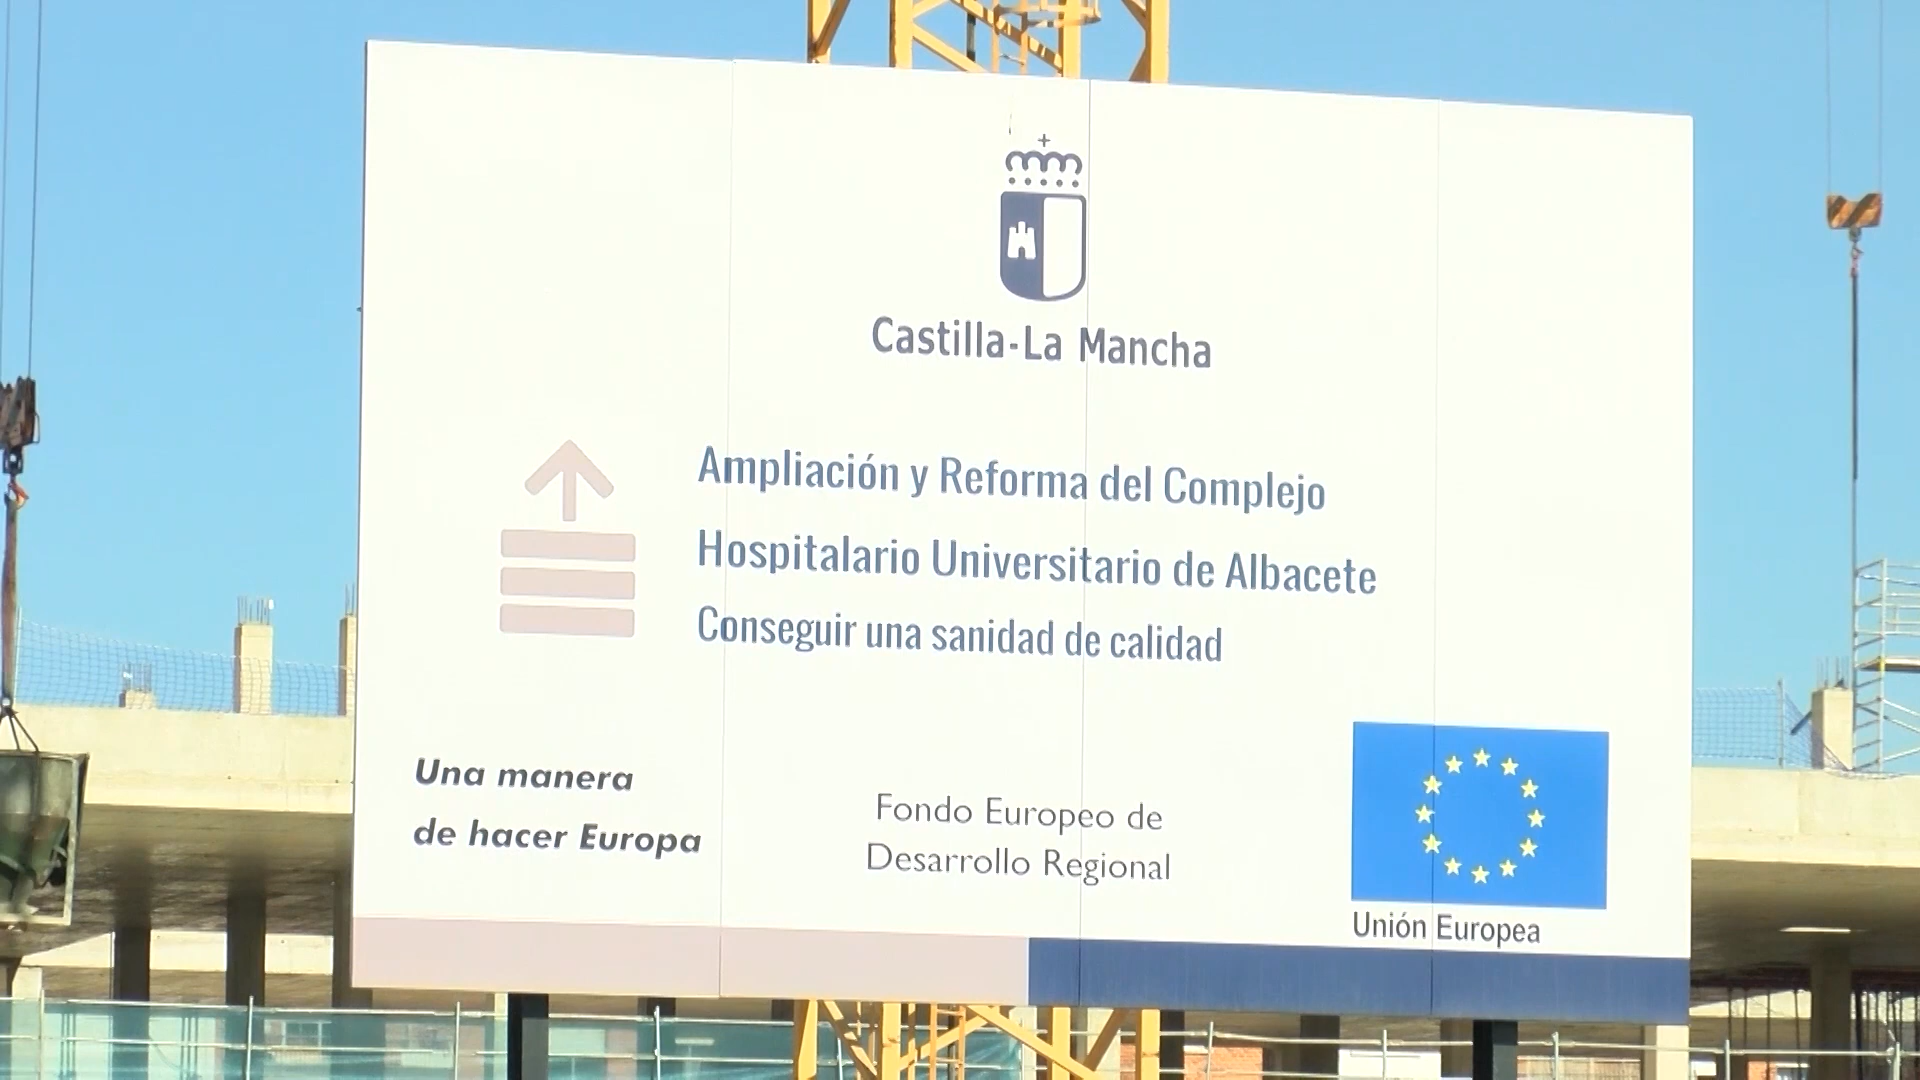 Castilla-La Mancha
Ampliación y Reforma del Complejo
Hospitalario Universitario de Albacete
Conseguir una sanidad de calidad
Una manera
de hacer Europa
Fondo Europeo de
Desarrollo Regional
Unión Europea